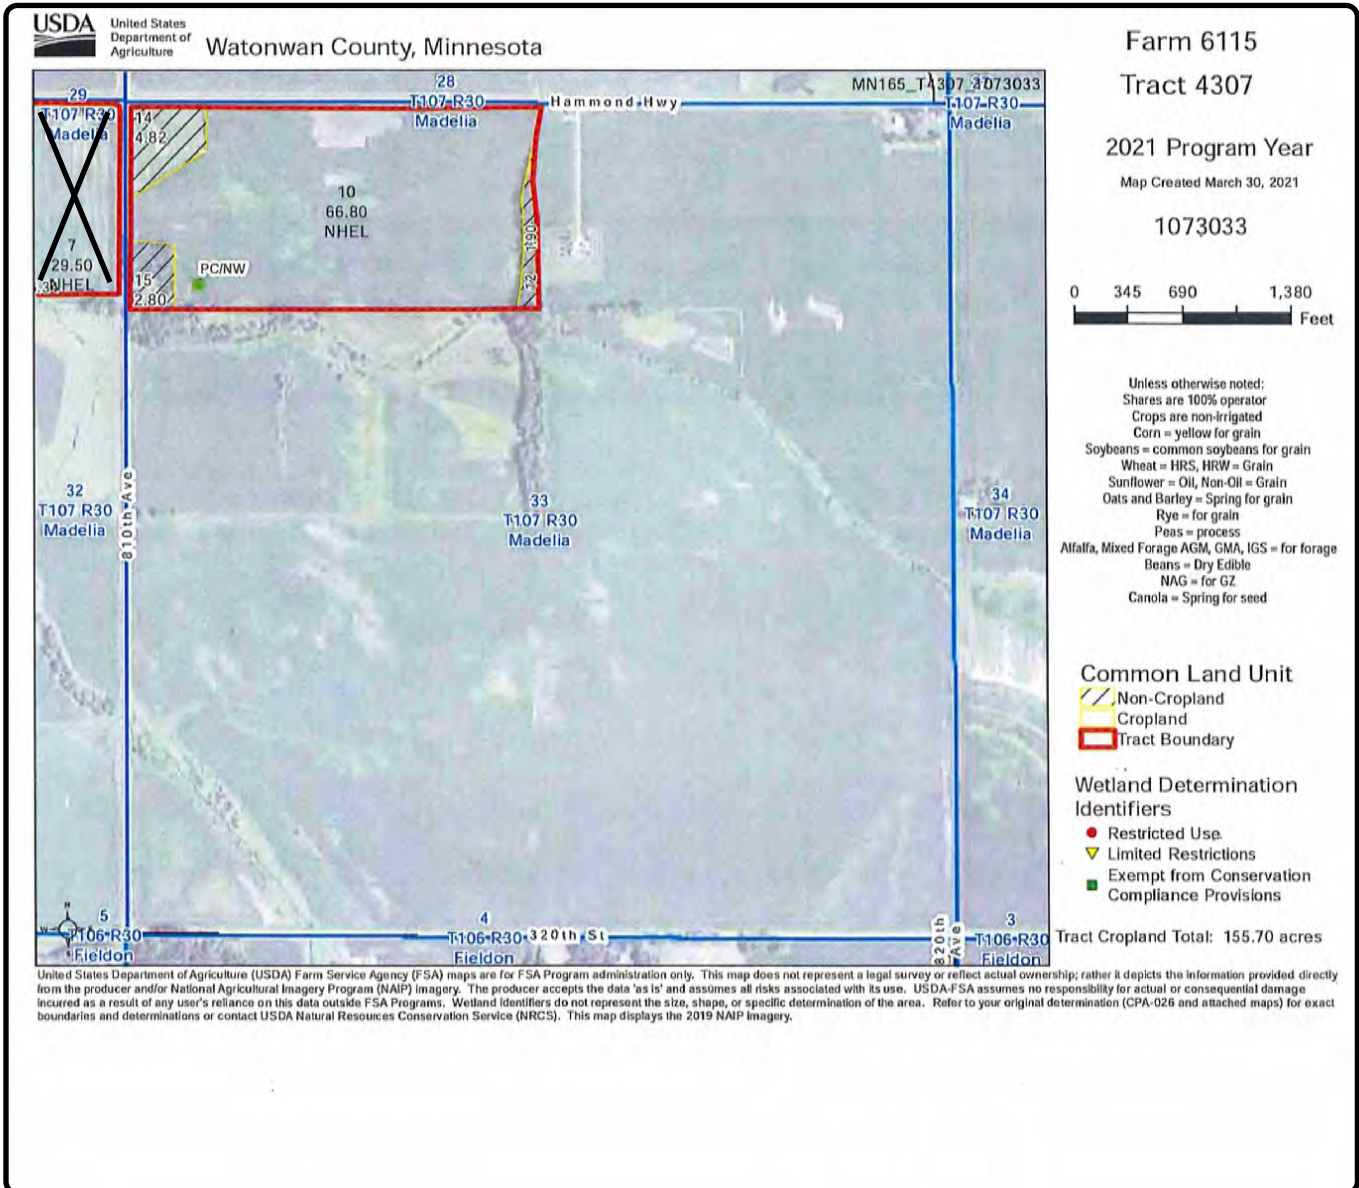 USDA
United States
Department of
Agriculture
Watonwan County, Minnesota
Farm 6115
Tract 4307
2021 Program Year
Map Created March 30, 2021
1073033
0 345 690 1,380
Feet
Unless otherwise noted:
Shares are 100% operator
Crops are non-irrigated
Corn = yellow for grain
Soybeans = common soybeans for grain
Wheat = HRS, HRW = Grain
Sunflower = Oil, Non-Oil = Grain
Oats and Barley = Spring for grain
Rye = for grain
Peas = process
Alfalfa, Mixed Forage AGM, GMA, IGS = for forage
Beans = Dry Edible
NAG = for GZ
Canola = Spring for seed
Common Land Unit
Non-Cropland
Cropland
Tract Boundary
Wetland Determination
Identifiers
Restricted Use
Limited Restrictions
Exempt from Conservation
Compliance Provisions
Tract Cropland Total: 155.70 acres
29
T107 R30
Madelia
28
T107 R30
Madelia
Hammond Hwy
MN165_T4307_1073033
T107 R30
Madelia
14
4.82
10
66.80
NHEL
7
29.50
NHEL
15
2.80
PC/NW
1.90
32
T107 R30
Madelia
810th Ave
33
T107 R30
Madelia
34
T107 R30
Madelia
N
W
5
T106 R30
Fieldon
4
T106 R30
Fieldon
320th St
820th
Ave
3
T106 R30
Fieldon
United States Department of Agriculture (USDA) Farm Service Agency (FSA) maps are for FSA Program administration only. This map does not represent a legal survey or reflect actual ownership; rather it depicts the information provided directly
from the producer and/or National Agricultural Imagery Program (NAIP) imagery. The producer accepts the data 'as is' and assumes all risks associated with its use. USDA-FSA assumes no responsibility for actual or consequential damage
incurred as a result of any user's reliance on this data outside FSA Programs. Wetland identifiers do not represent the size, shape, or specific determination of the area. Refer to your original determination (CPA-026 and attached maps) for exact
boundaries and determinations or contact USDA Natural Resources Conservation Service (NRCS). This map displays the 2019 NAIP Imagery.